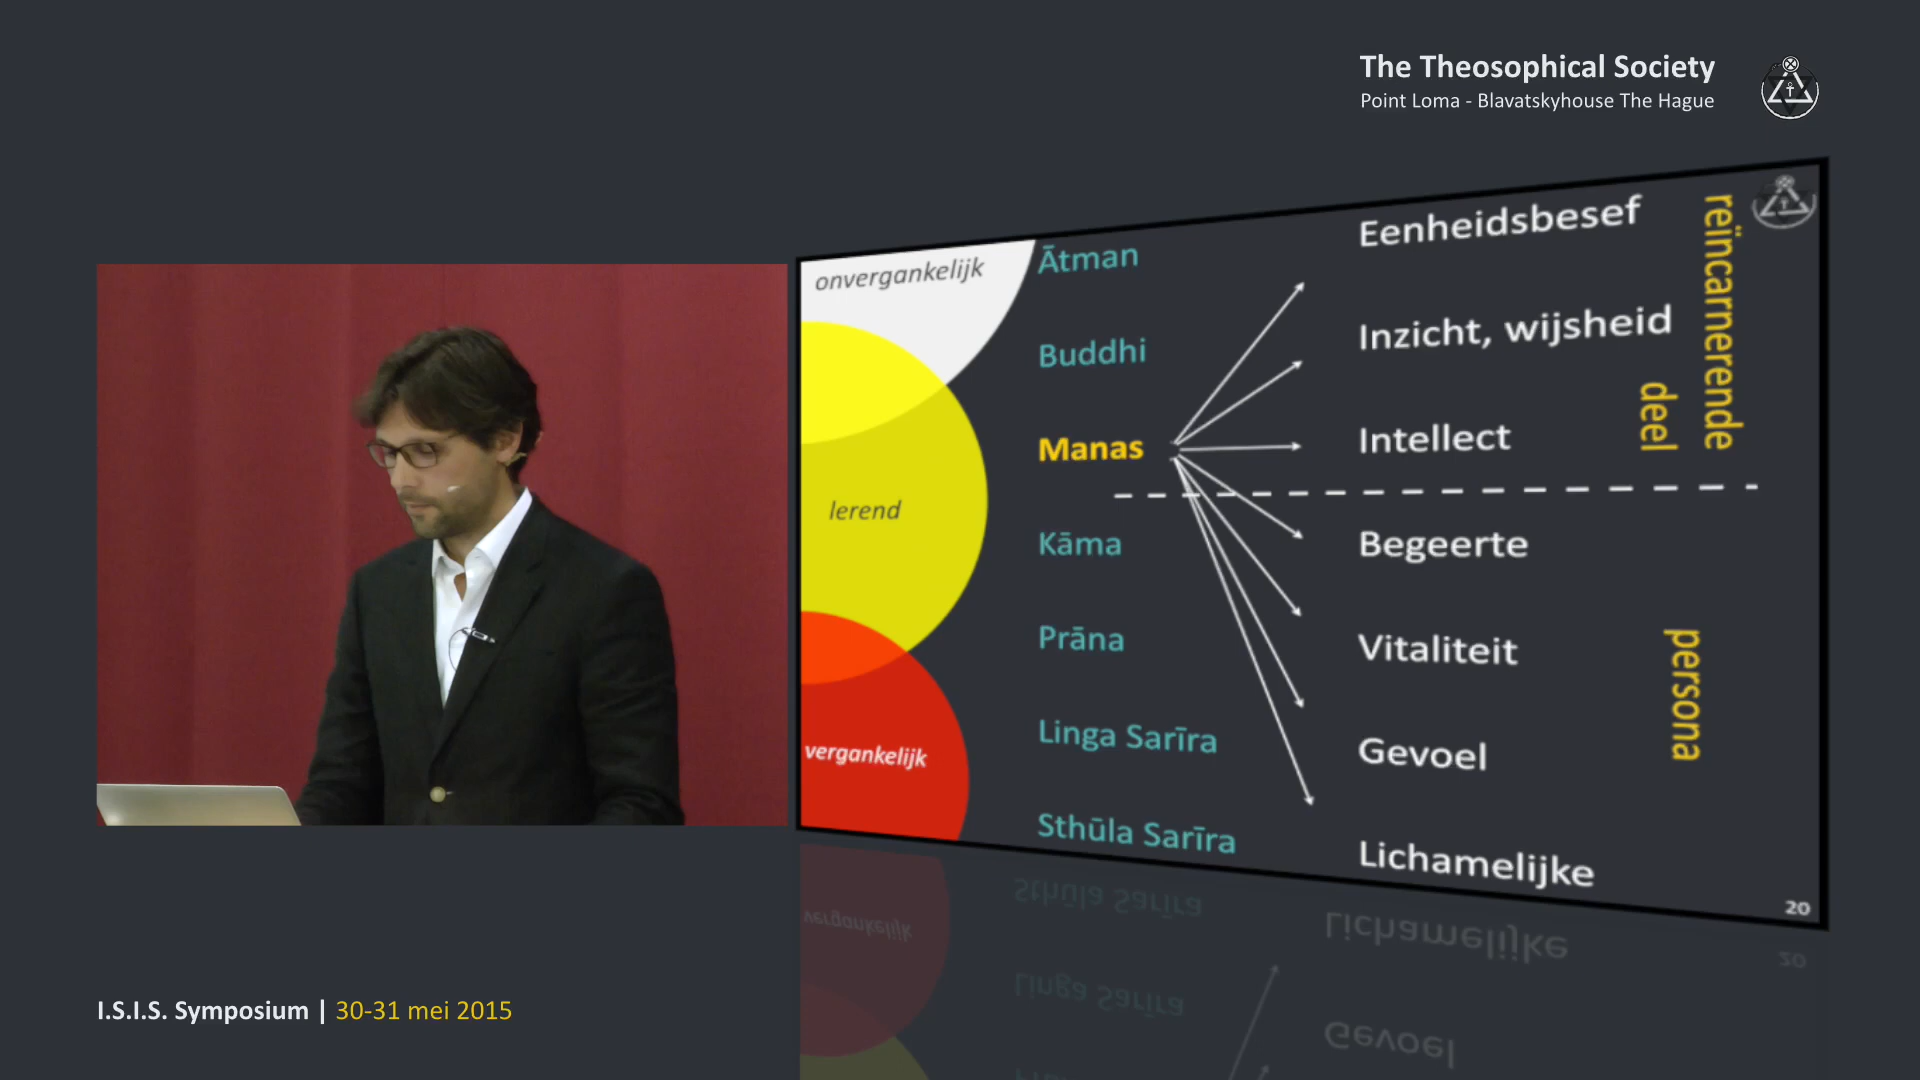 The Theosophical Society
Point Loma - Blavatskyhouse The Hague
onvergankelijk
lerend
vergankelijk
Ātman
Buddhi
Manas
Kāma
Prāna
Linga Sarīra
Sthūla Sarīra
Eenheidsbesef
Inzicht, wijsheid
Intellect
Begeerte
Vitaliteit
Gevoel
Lichamelijke
reïncarnerende
deel
persona
20
I.S.I.S. Symposium | 30-31 mei 2015